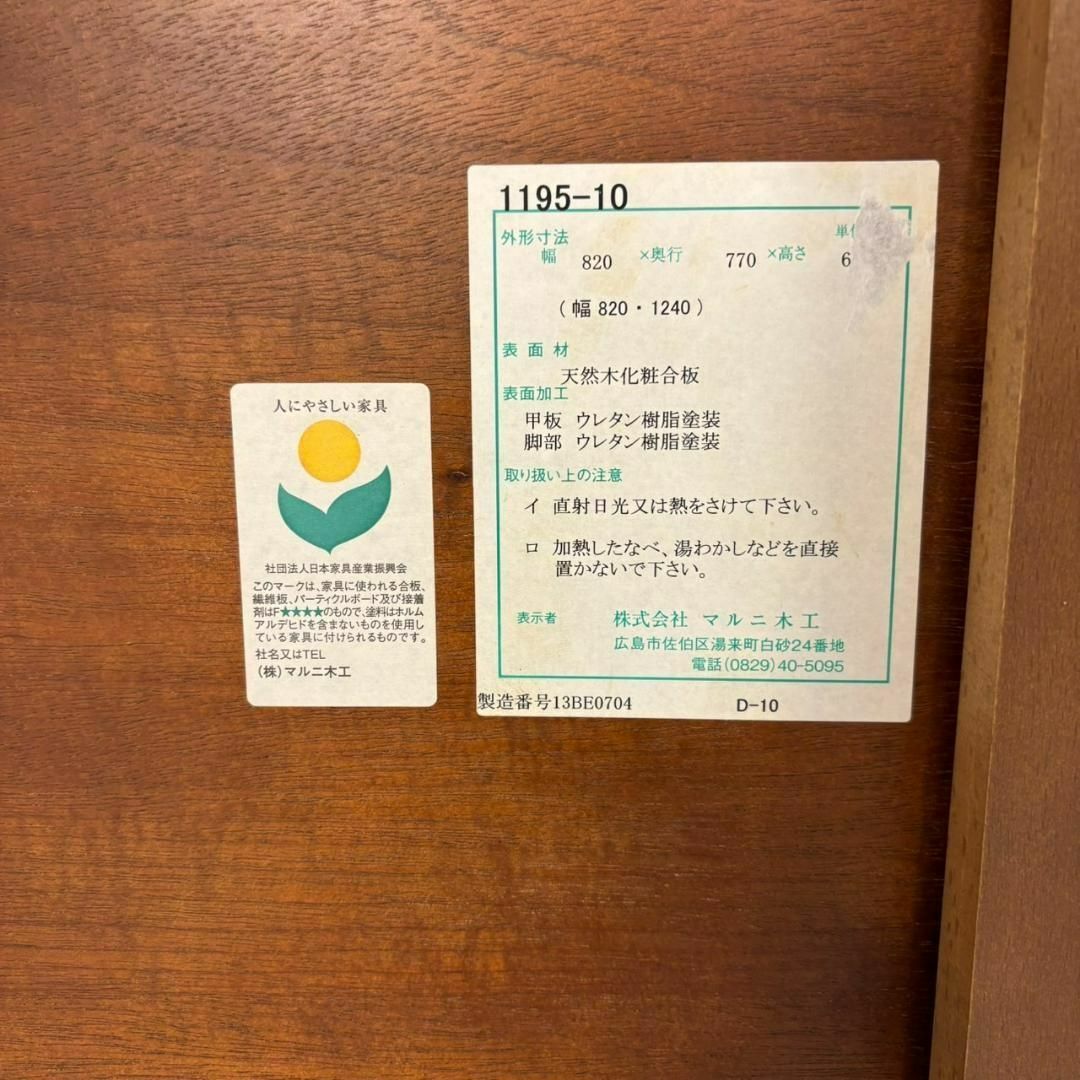 人にやさしい家具
社団法人日本家具産業振興会
このマークは、家具に使われる合板、
繊維板、パーティクルボード及び接着
剤はF★★★★のもので、塗料はホルム
アルデヒドを含まないものを使用し
ている家具に付けられるものです。
社名又はTEL
(株)マルニ木工
1195-10
外形寸法
幅 820 ×奥行 770 ×高さ
(幅 820・1240)
表面材
天然木化粧合板
表面加工
甲板 ウレタン樹脂塗装
脚部 ウレタン樹脂塗装
取り扱い上の注意
イ 直射日光又は熱をさけて下さい。
ロ 加熱したなべ、湯わかしなどを直接
置かないで下さい。
表示者 株式会社 マルニ木工
広島市佐伯区湯来町白砂24番地
電話(0829)40-5095
製造番号13BE0704 D-10